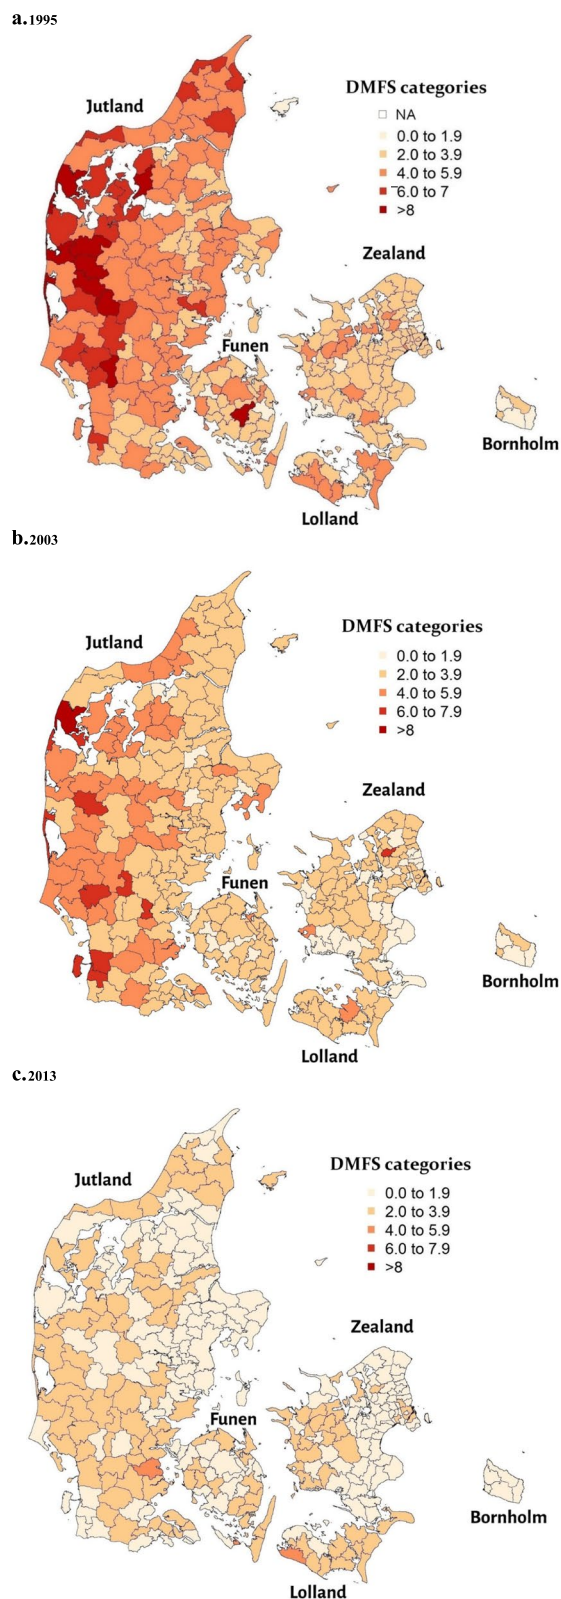 a.1995
DMFS categories
Jutland
NA
0.0 to 1.9
2.0 to 3.9
4.0 to 5.9
6.0 to 7
>8
Zealand
Funen
Bornholm
Lolland
b.2003
DMFS categories
Jutland
0.0 to 1.9
2.0 to 3.9
4.0 to 5.9
6.0 to 7.9
>8
Zealand
Funen
Bornholm
Lolland
c.2013
DMFS categories
Jutland
0.0 to 1.9
2.0 to 3.9
4.0 to 5.9
6.0 to 7.9
>8
Zealand
Funen
Bornholm
Lolland